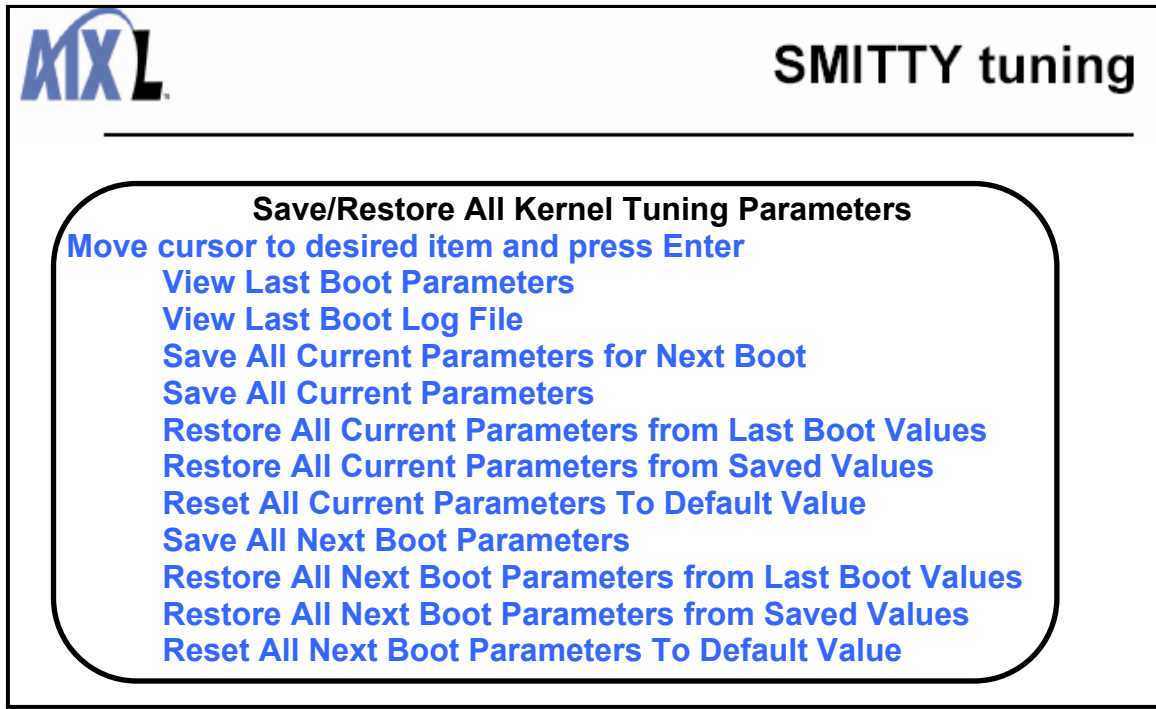 AIX L
SMITTY tuning
Save/Restore All Kernel Tuning Parameters
Move cursor to desired item and press Enter
View Last Boot Parameters
View Last Boot Log File
Save All Current Parameters for Next Boot
Save All Current Parameters
Restore All Current Parameters from Last Boot Values
Restore All Current Parameters from Saved Values
Reset All Current Parameters To Default Value
Save All Next Boot Parameters
Restore All Next Boot Parameters from Last Boot Values
Restore All Next Boot Parameters from Saved Values
Reset All Next Boot Parameters To Default Value